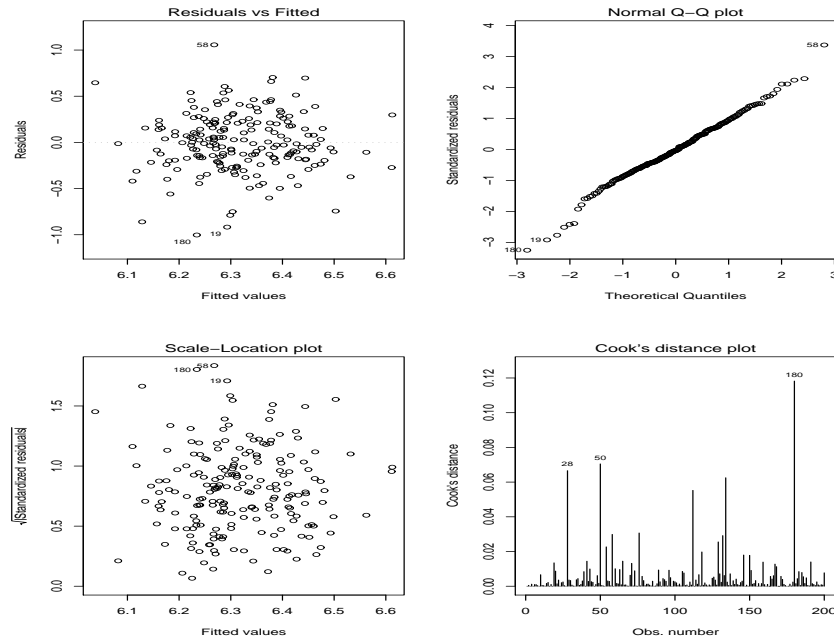 Residuals vs Fitted
Residuals
1.0
0.5
0.0
−0.5
−1.0
58
19
180
6.1 6.2 6.3 6.4 6.5 6.6
Fitted values
Normal Q−Q plot
Standardized residuals
4
3
2
1
0
−1
−2
−3
58
19
180
−3 −2 −1 0 1 2 3
Theoretical Quantiles
Scale−Location plot
√|Standardized residuals|
1.5
1.0
0.5
0.0
58
180
19
6.1 6.2 6.3 6.4 6.5 6.6
Fitted values
Cook's distance plot
Cook's distance
0.12
0.10
0.08
0.06
0.04
0.02
0.00
180
50
28
0 50 100 150 200
Obs. number